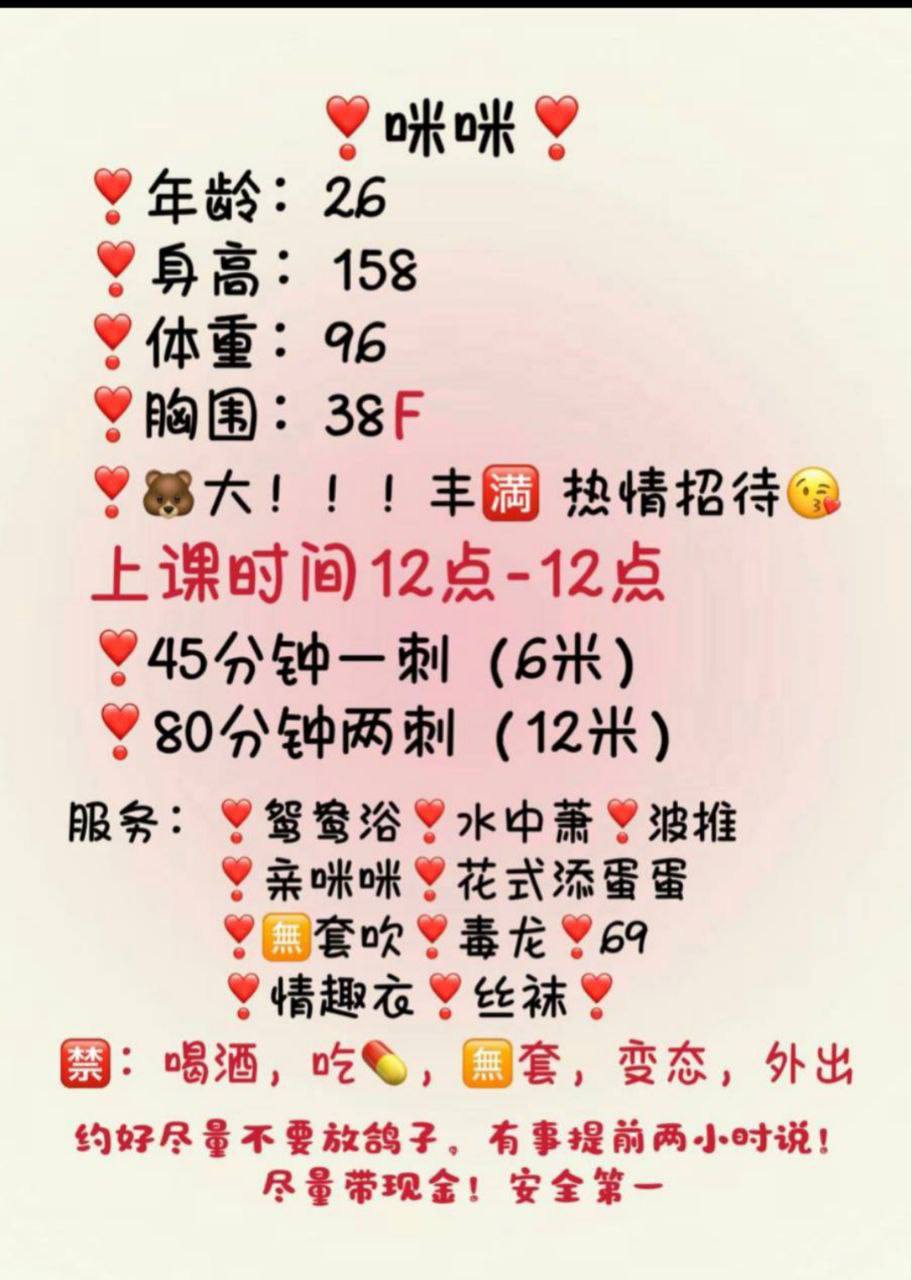 ❣️咪咪❣️
❣️年龄：26
❣️身高：158
❣️体重：96
❣️胸围：38F
❣️🐻大！！！丰🈵 热情招待😘
上课时间12点-12点
❣️45分钟一刺（6米）
❣️80分钟两刺（12米）
服务：❣️鸳鸯浴❣️水中萧❣️波推
❣️亲咪咪❣️花式添蛋蛋
❣️🈚套吹❣️毒龙❣️69
❣️情趣衣❣️丝袜❣️
🈲：喝酒，吃💊，🈚套，变态，外出
约好尽量不要放鸽子。有事提前两小时说！
尽量带现金！安全第一